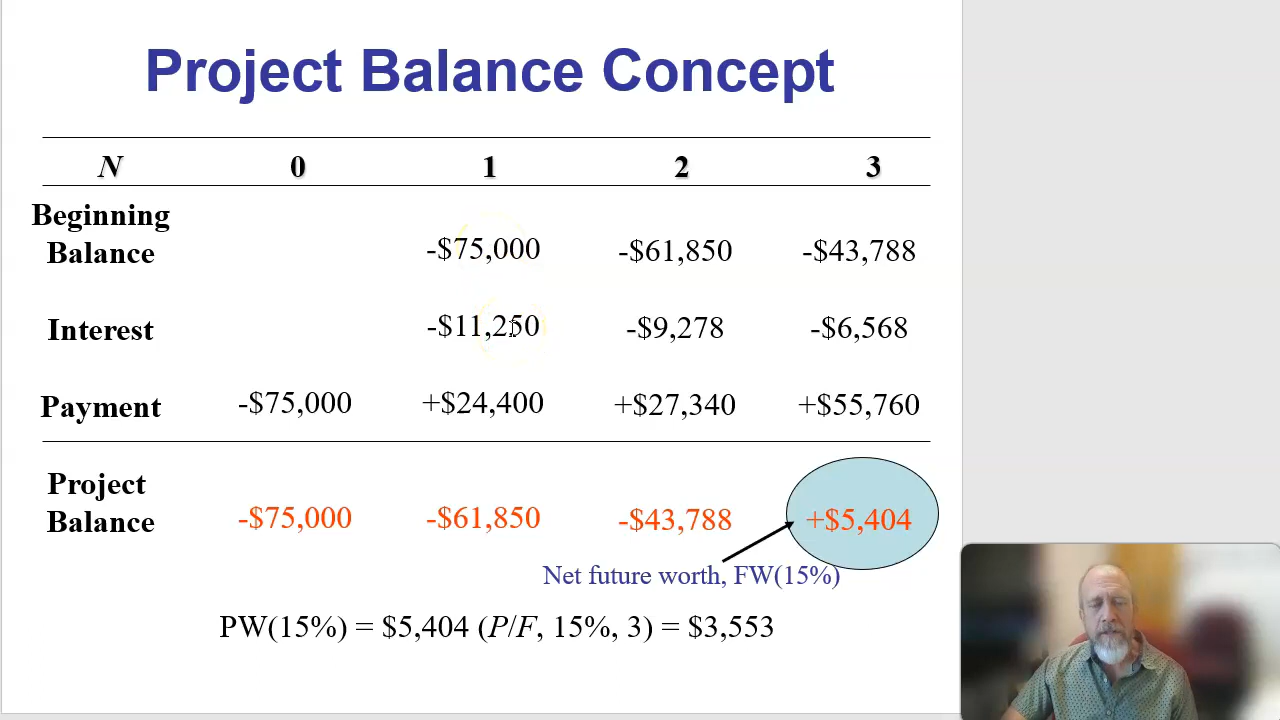 Project Balance Concept
N 0 1 2 3
Beginning
Balance -$75,000 -$61,850 -$43,788
Interest -$11,250 -$9,278 -$6,568
Payment -$75,000 +$24,400 +$27,340 +$55,760
Project
Balance -$75,000 -$61,850 -$43,788 +$5,404
Net future worth, FW(15%)
PW(15%) = $5,404 (P/F, 15%, 3) = $3,553